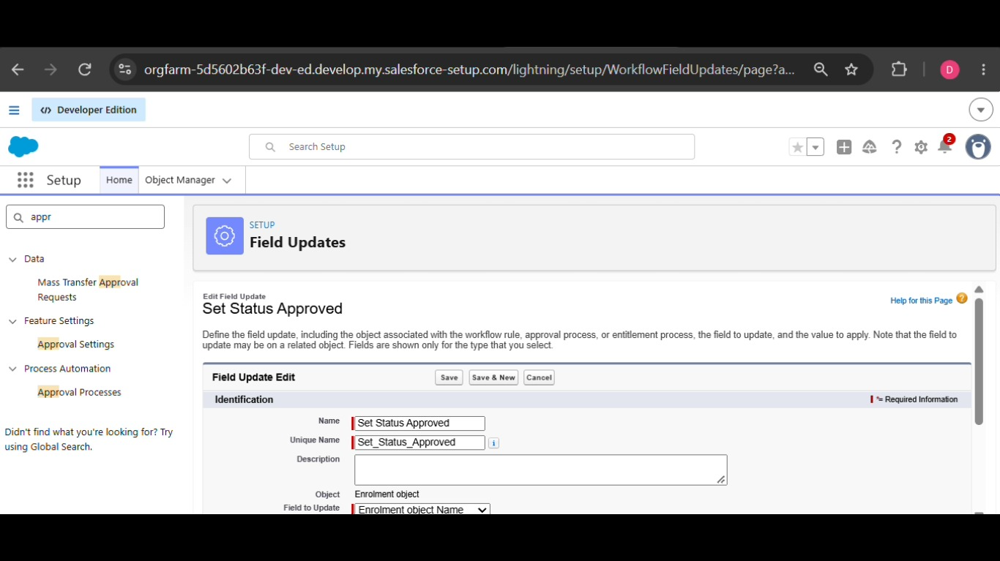 orgfarm-5d5602b63f-dev-ed.develop.my.salesforce-setup.com/lightning/setup/WorkflowFieldUpdates/page?a...
D
Developer Edition
Search Setup
2
Setup
Home
Object Manager
appr
Data
Mass Transfer Approval
Requests
Feature Settings
Approval Settings
Process Automation
Approval Processes
Didn't find what you're looking for? Try
using Global Search.
SETUP
Field Updates
Edit Field Update
Set Status Approved
Help for this Page
Define the field update, including the object associated with the workflow rule, approval process, or entitlement process, the field to update, and the value to apply. Note that the field to
update may be on a related object. Fields are shown only for the type that you select.
Field Update Edit
Save
Save & New
Cancel
Identification
= Required Information
Name
Set Status Approved
Unique Name
Set_Status_Approved
i
Description
Object
Enrolment object
Field to Update
Enrolment object Name